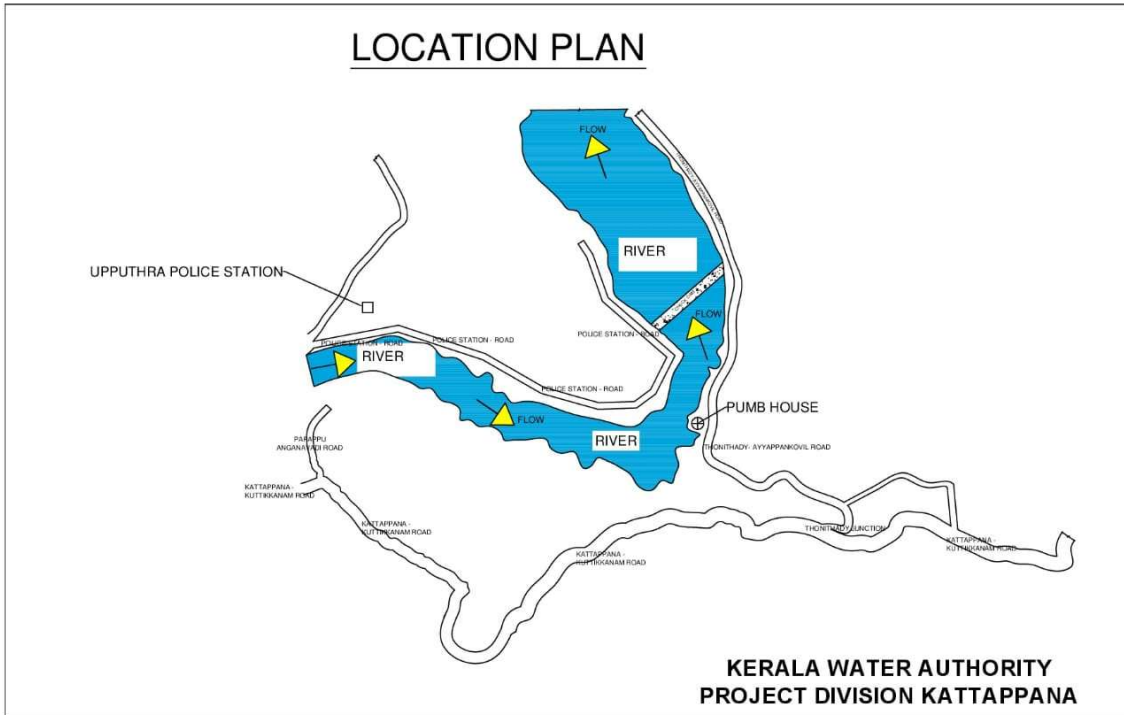 LOCATION PLAN
FLOW
RIVER
UPPUTHRA POLICE STATION
FLOW
POLICE STATION - ROAD
POLICE STATION - ROAD
POLICE STATION - ROAD
RIVER
POLICE STATION - ROAD
FLOW
PUMB HOUSE
RIVER
THONITHADY- AYYAPPANKOVIL ROAD
PARAPPU
ANGANAVADI ROAD
KATTAPPANA -
KUTTIKKANAM ROAD
KATTAPPANA -
KUTTIKKANAM ROAD
THONITHADY JUNCTION
KATTAPPANA -
KUTTIKKANAM ROAD
KATTAPPANA -
KUTTIKKANAM ROAD
KERALA WATER AUTHORITY
PROJECT DIVISION KATTAPPANA